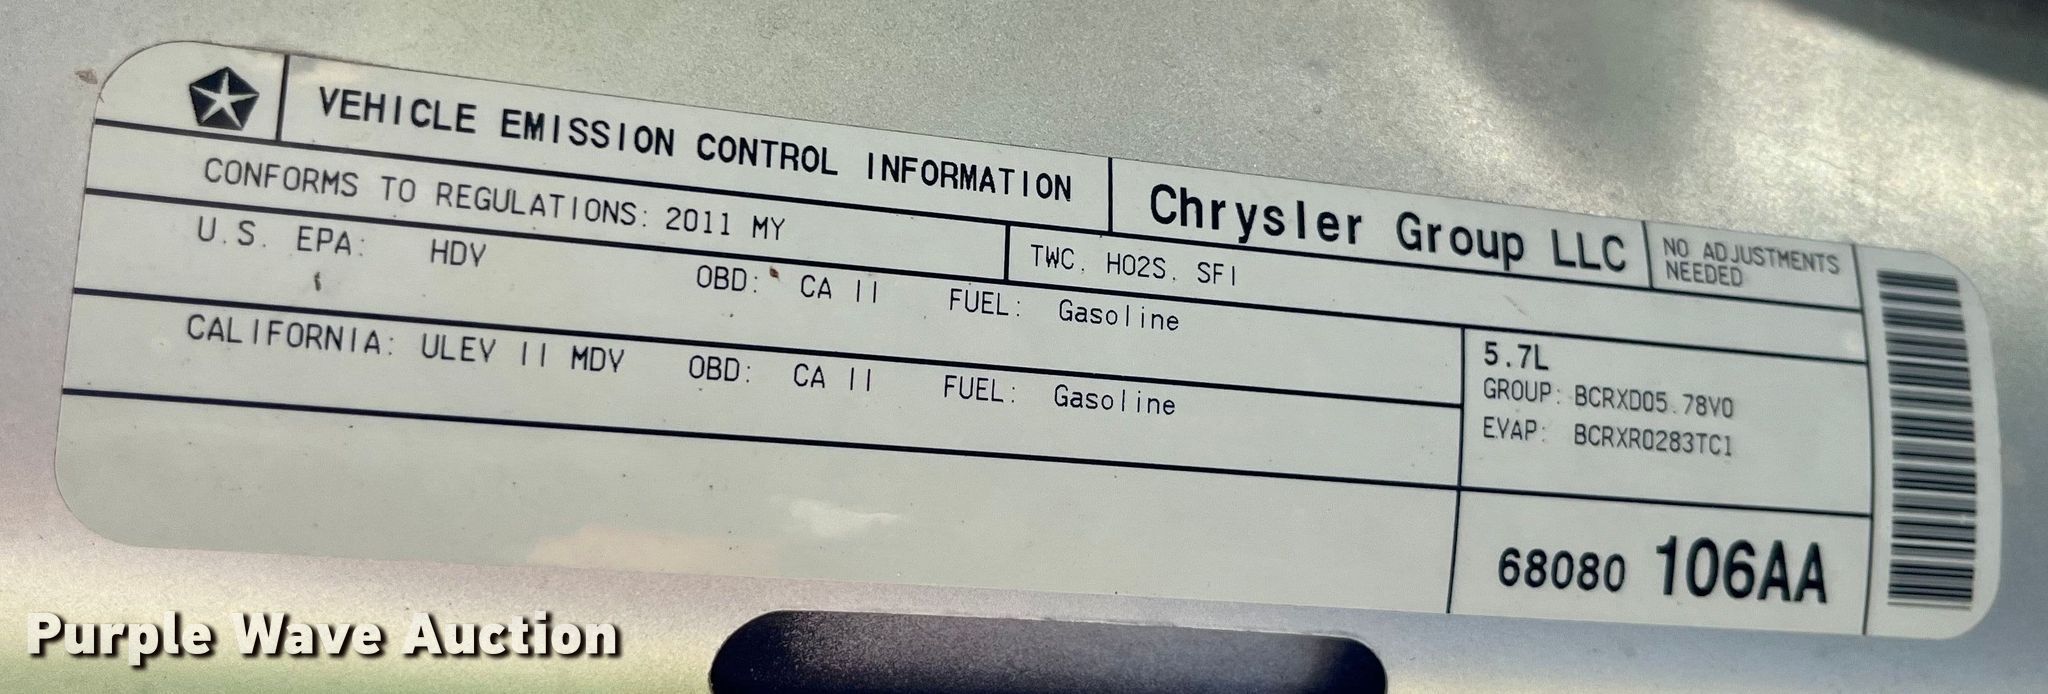 VEHICLE EMISSION CONTROL INFORMATION
Chrysler Group LLC
NO ADJUSTMENTS
NEEDED
CONFORMS TO REGULATIONS: 2011 MY
TWC, HO2S, SFI
U.S. EPA: HDV OBD: CA II FUEL: Gasoline
CALIFORNIA: ULEV II MDV OBD: CA II FUEL: Gasoline
5.7L
GROUP: BCRXD05.78V0
EVAP: BCRXR0283TC1
68080 106AA
Purple Wave Auction